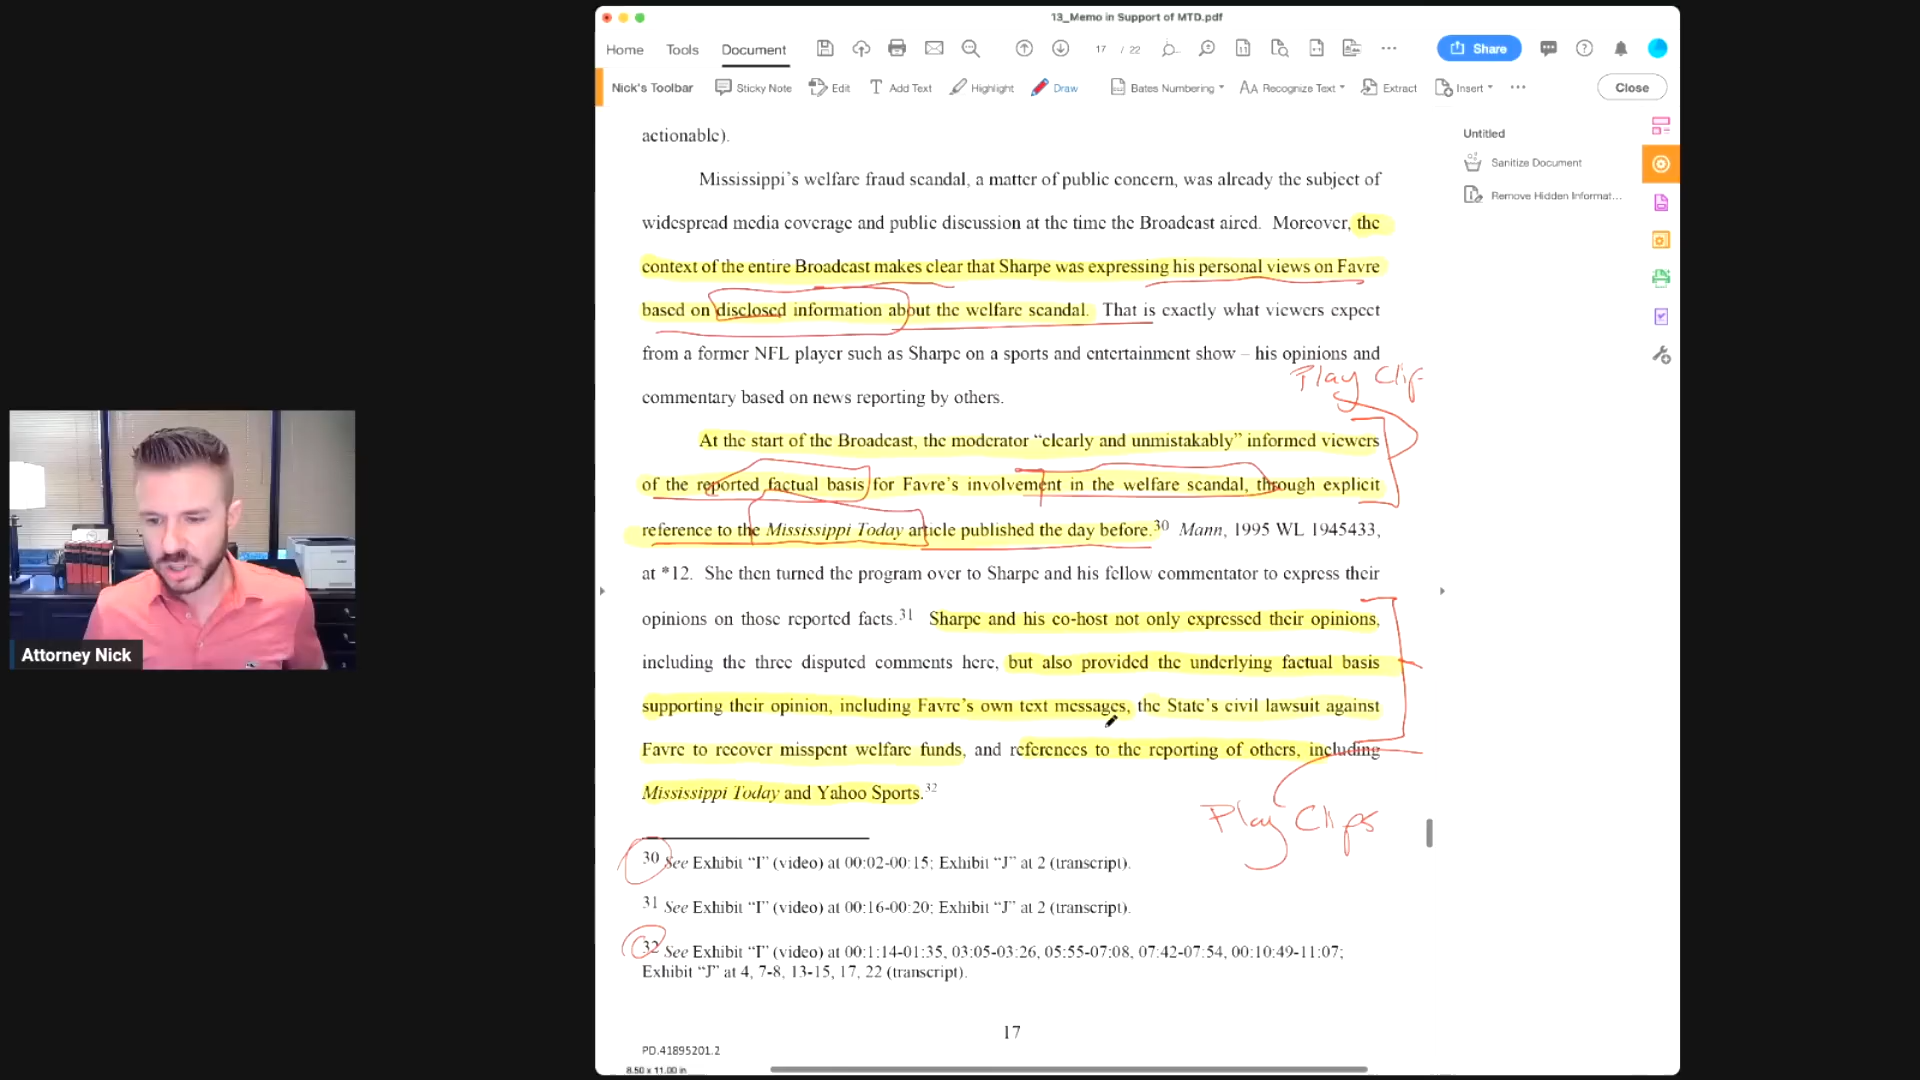 13_Memo in Support of MTD.pdf
Home Tools Document 17 / 22 Share
Nick's Toolbar Sticky Note Edit Add Text Highlight Draw Bates Numbering Recognize Text Extract Insert Close
Untitled
Sanitize Document
Remove Hidden Informat...
actionable).
Mississippi's welfare fraud scandal, a matter of public concern, was already the subject of
widespread media coverage and public discussion at the time the Broadcast aired. Moreover, the
context of the entire Broadcast makes clear that Sharpe was expressing his personal views on Favre
based on disclosed information about the welfare scandal. That is exactly what viewers expect
from a former NFL player such as Sharpe on a sports and entertainment show – his opinions and
Play Clip
commentary based on news reporting by others.
At the start of the Broadcast, the moderator “clearly and unmistakably” informed viewers
of the reported factual basis for Favre's involvement in the welfare scandal, through explicit
reference to the Mississippi Today article published the day before.30 Mann, 1995 WL 1945433,
at *12. She then turned the program over to Sharpe and his fellow commentator to express their
opinions on those reported facts.31 Sharpe and his co-host not only expressed their opinions,
including the three disputed comments here, but also provided the underlying factual basis
supporting their opinion, including Favre's own text messages, the State's civil lawsuit against
Favre to recover misspent welfare funds, and references to the reporting of others, including
Mississippi Today and Yahoo Sports.32
Play Clips
30 See Exhibit “I” (video) at 00:02-00:15; Exhibit “J” at 2 (transcript).
31 See Exhibit “I” (video) at 00:16-00:20; Exhibit “J” at 2 (transcript).
32 See Exhibit “I” (video) at 00:1:14-01:35, 03:05-03:26, 05:55-07:08, 07:42-07:54, 00:10:49-11:07;
Exhibit “J” at 4, 7-8, 13-15, 17, 22 (transcript).
17
PD.41895201.2
8.50 x 11.00 in
Attorney Nick